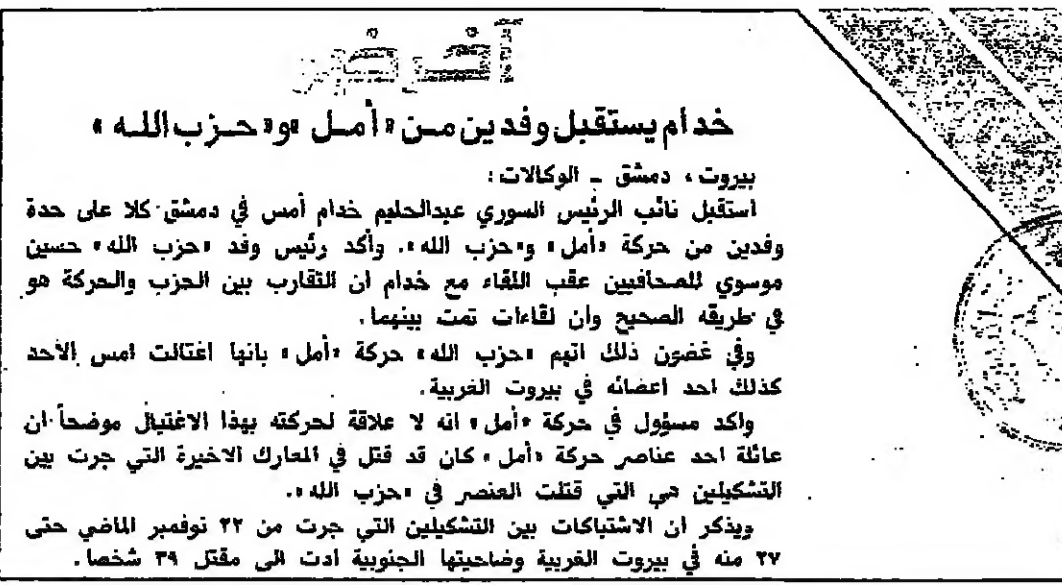 خدام يستقبل وفدين من «أمل» و«حزب الله»
بيروت، دمشق - الوكالات:
استقبل نائب الرئيس السوري عبدالحليم خدام أمس في دمشق كلا على حدة
وفدين من حركة «أمل» و«حزب الله». وأكد رئيس وفد «حزب الله» حسين
موسوي للصحافيين عقب اللقاء مع خدام ان التقارب بين الحزب والحركة هو
في طريقه الصحيح وان لقاءات تمت بينهما.
وفي غضون ذلك اتهم «حزب الله» حركة «أمل» بانها اغتالت امس الأحد
كذلك احد اعضائه في بيروت الغربية.
واكد مسؤول في حركة «أمل» انه لا علاقة لحركته بهذا الاغتيال موضحاً ان
عائلة احد عناصر حركة «أمل» كان قد قتل في المعارك الاخيرة التي جرت بين
التشكيلين هي التي قتلت العنصر في «حزب الله».
ويذكر ان الاشتباكات بين التشكيلين التي جرت من ٢٢ نوفمبر الماضي حتى
٢٧ منه في بيروت الغربية وضاحيتها الجنوبية ادت الى مقتل ٣٩ شخصا.